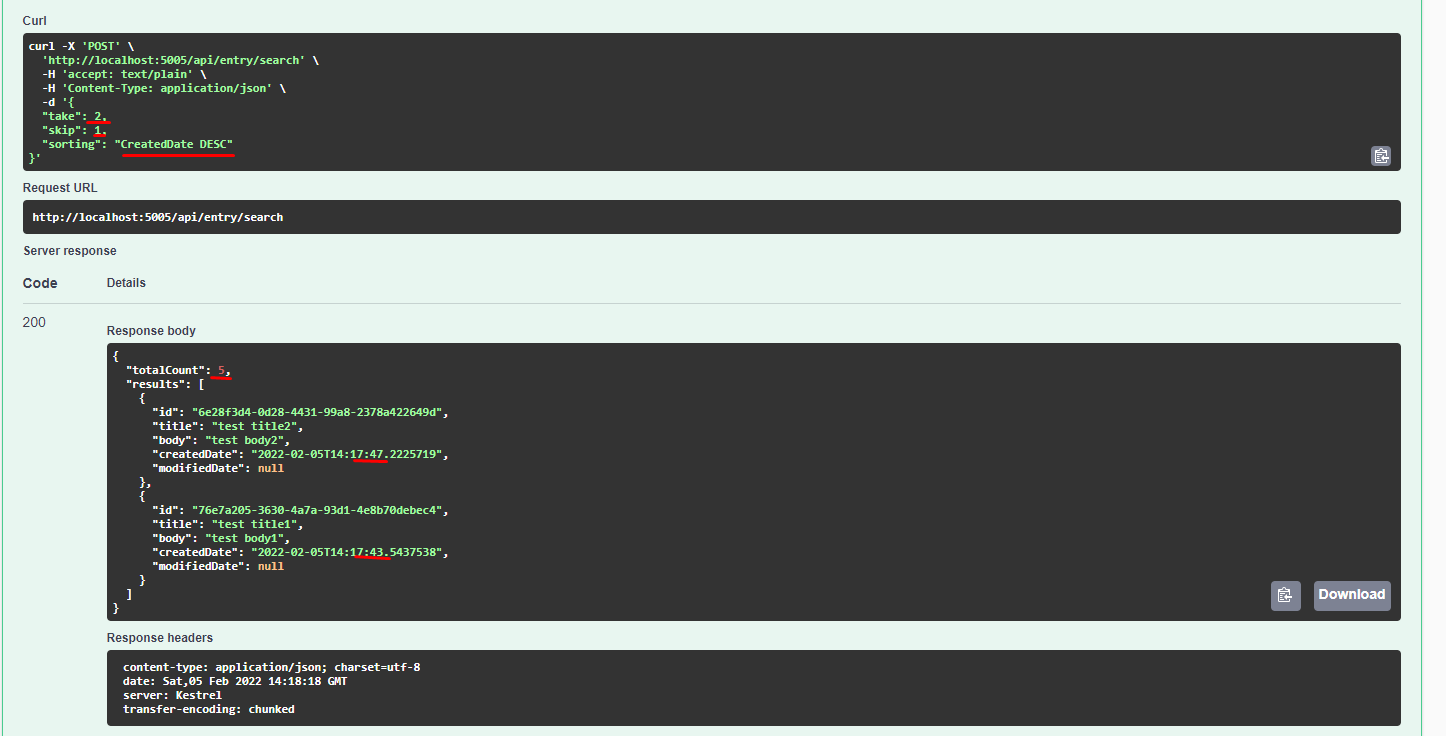 Curl
curl -X 'POST' \
  'http://localhost:5005/api/entry/search' \
  -H 'accept: text/plain' \
  -H 'Content-Type: application/json' \
  -d '{
  "take": 2,
  "skip": 1,
  "sorting": "CreatedDate DESC"
}'
Request URL
http://localhost:5005/api/entry/search
Server response
Code Details
200
Response body
{
  "totalCount": 5,
  "results": [
    {
      "id": "6e28f3d4-0d28-4431-99a8-2378a422649d",
      "title": "test title2",
      "body": "test body2",
      "createdDate": "2022-02-05T14:17:47.2225719",
      "modifiedDate": null
    },
    {
      "id": "76e7a205-3630-4a7a-93d1-4e8b70debec4",
      "title": "test title1",
      "body": "test body1",
      "createdDate": "2022-02-05T14:17:43.5437538",
      "modifiedDate": null
    }
  ]
}
Download
Response headers
content-type: application/json; charset=utf-8
date: Sat,05 Feb 2022 14:18:18 GMT
server: Kestrel
transfer-encoding: chunked